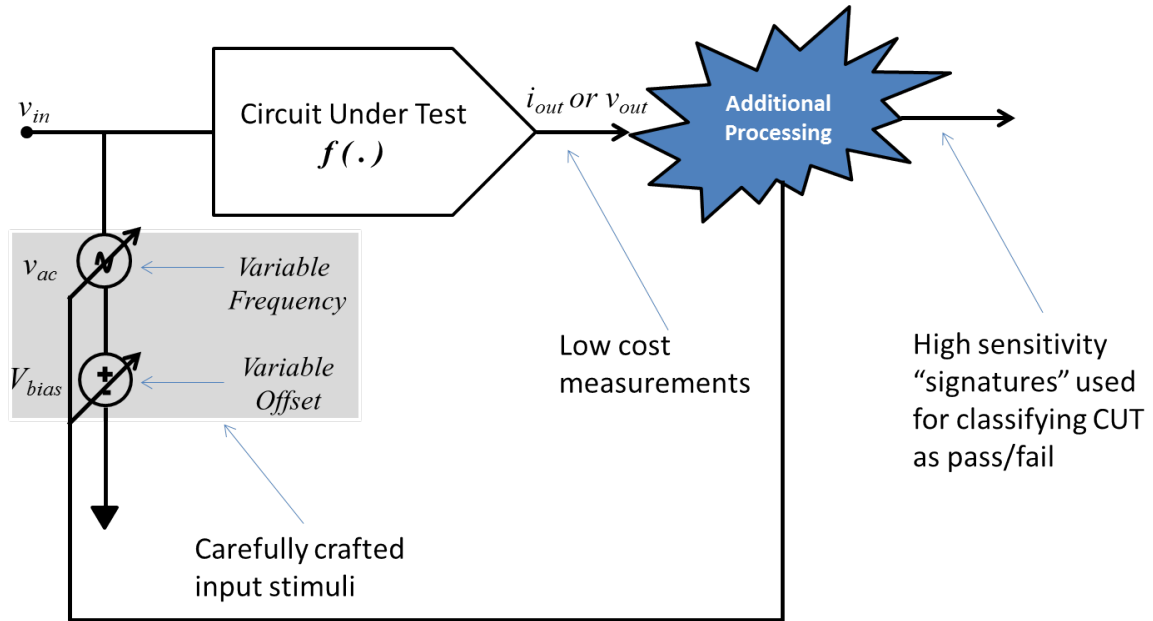 v_in
Circuit Under Test
f(.)
i_out or v_out
Additional
Processing
v_ac
Variable
Frequency
V_bias
Variable
Offset
Low cost
measurements
High sensitivity
“signatures” used
for classifying CUT
as pass/fail
Carefully crafted
input stimuli